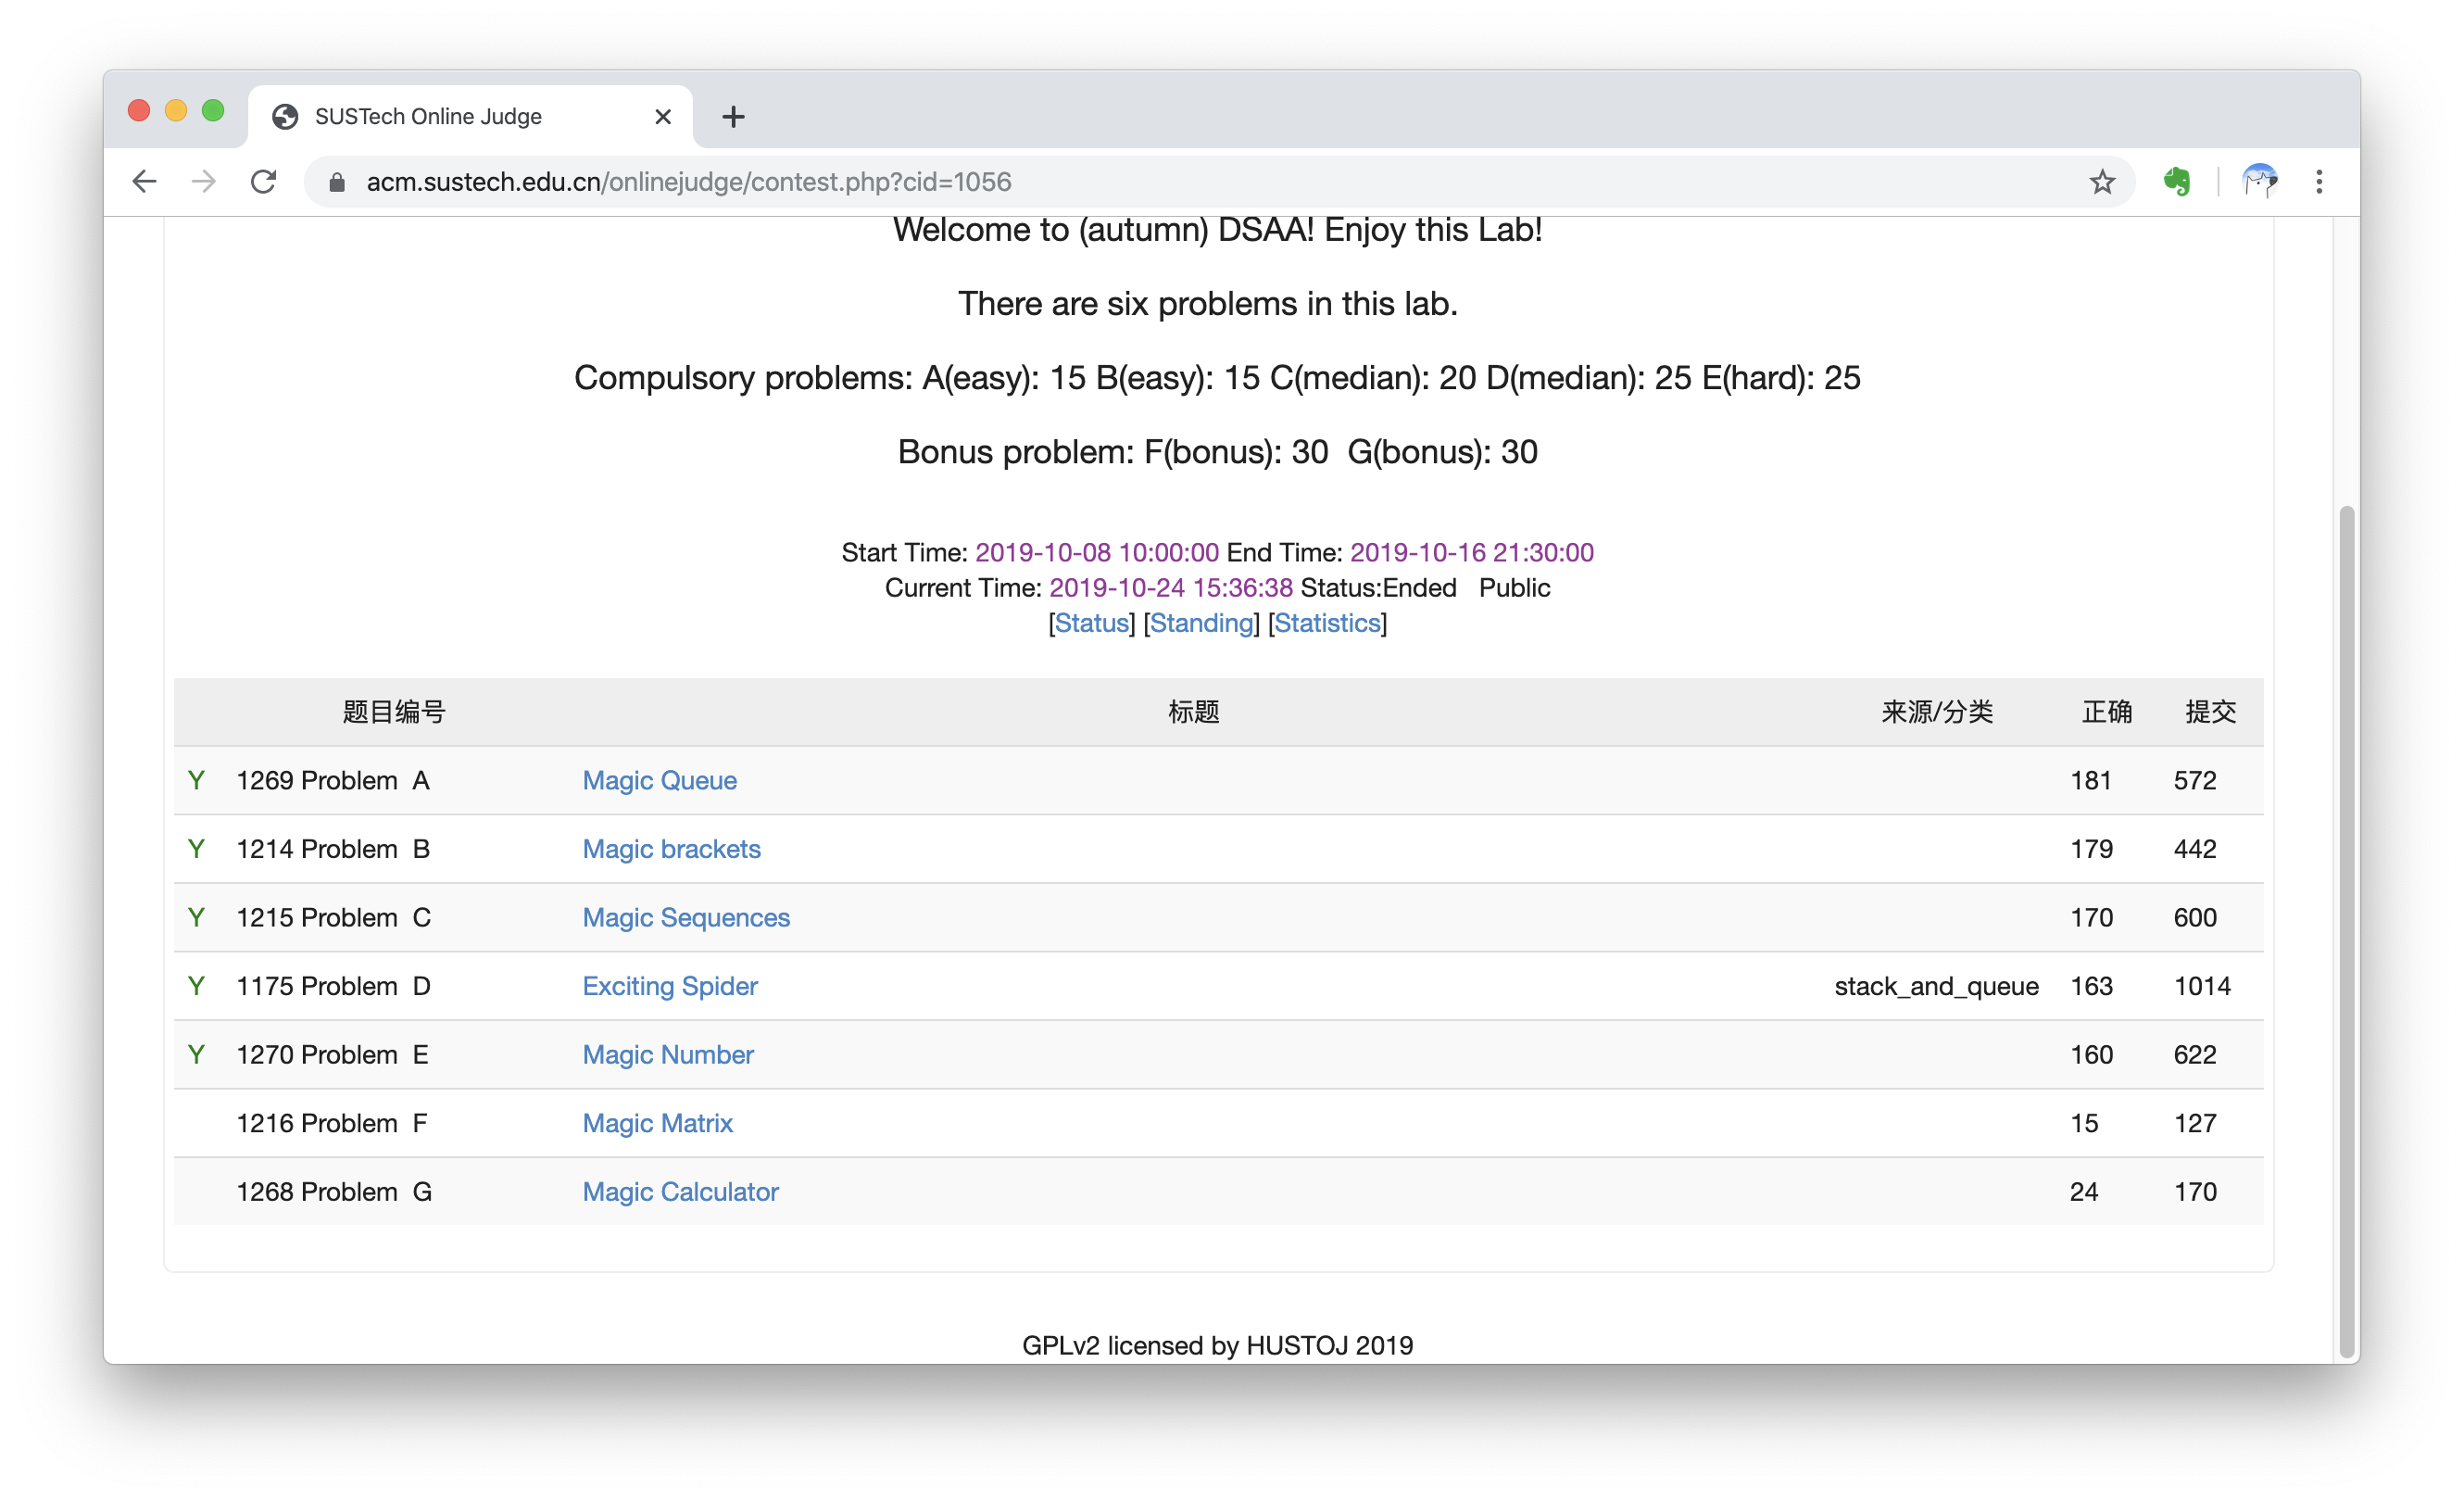 SUSTech Online Judge
acm.sustech.edu.cn/onlinejudge/contest.php?cid=1056
Welcome to (autumn) DSAA! Enjoy this Lab!
There are six problems in this lab.
Compulsory problems: A(easy): 15 B(easy): 15 C(median): 20 D(median): 25 E(hard): 25
Bonus problem: F(bonus): 30 G(bonus): 30
Start Time: 2019-10-08 10:00:00 End Time: 2019-10-16 21:30:00
Current Time: 2019-10-24 15:36:38 Status:Ended Public
[Status] [Standing] [Statistics]
题目编号 标题 来源/分类 正确 提交
Y 1269 Problem A Magic Queue 181 572
Y 1214 Problem B Magic brackets 179 442
Y 1215 Problem C Magic Sequences 170 600
Y 1175 Problem D Exciting Spider stack_and_queue 163 1014
Y 1270 Problem E Magic Number 160 622
1216 Problem F Magic Matrix 15 127
1268 Problem G Magic Calculator 24 170
GPLv2 licensed by HUSTOJ 2019